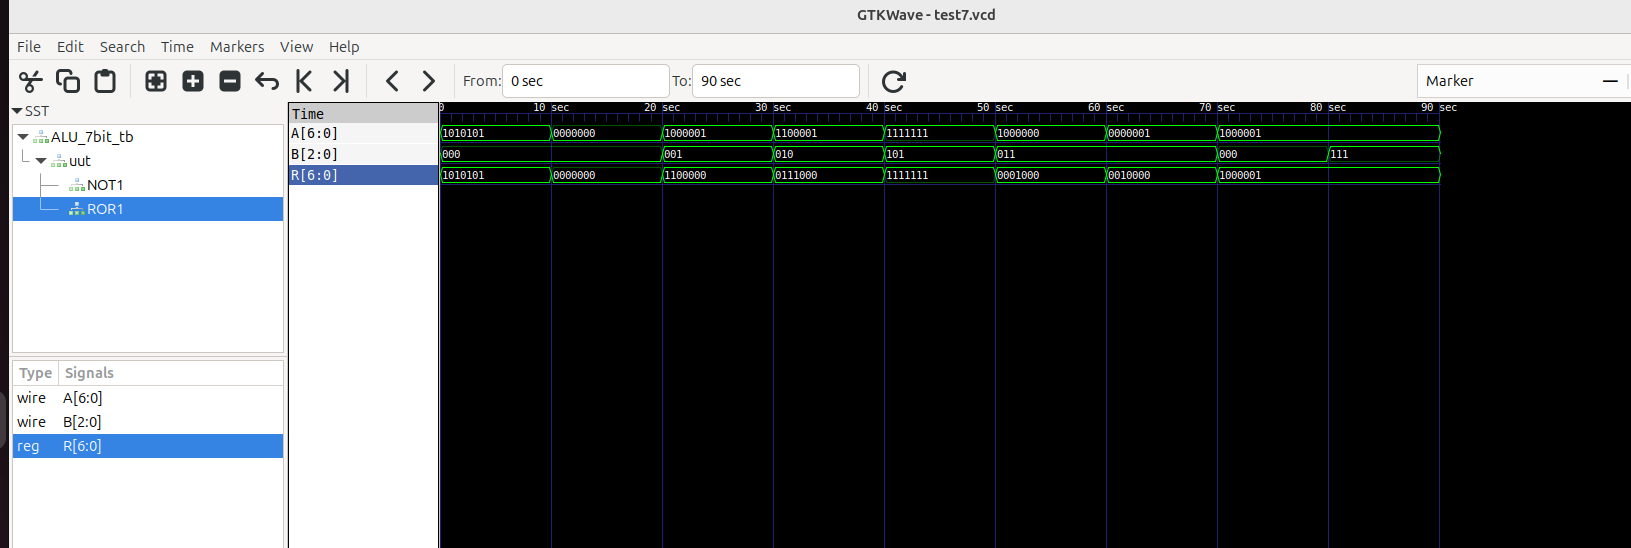 GTKWave - test7.vcd
File Edit Search Time Markers View Help
From: 0 sec To: 90 sec Marker
SST
ALU_7bit_tb
uut
NOT1
ROR1
Type Signals
wire A[6:0]
wire B[2:0]
reg R[6:0]
Time
0 10 sec 20 sec 30 sec 40 sec 50 sec 60 sec 70 sec 80 sec 90 sec
A[6:0] 1010101 0000000 1000001 1100001 1111111 1000000 0000001 1000001
B[2:0] 000 001 010 101 011 000 111
R[6:0] 1010101 0000000 1100000 0111000 1111111 0001000 0010000 1000001